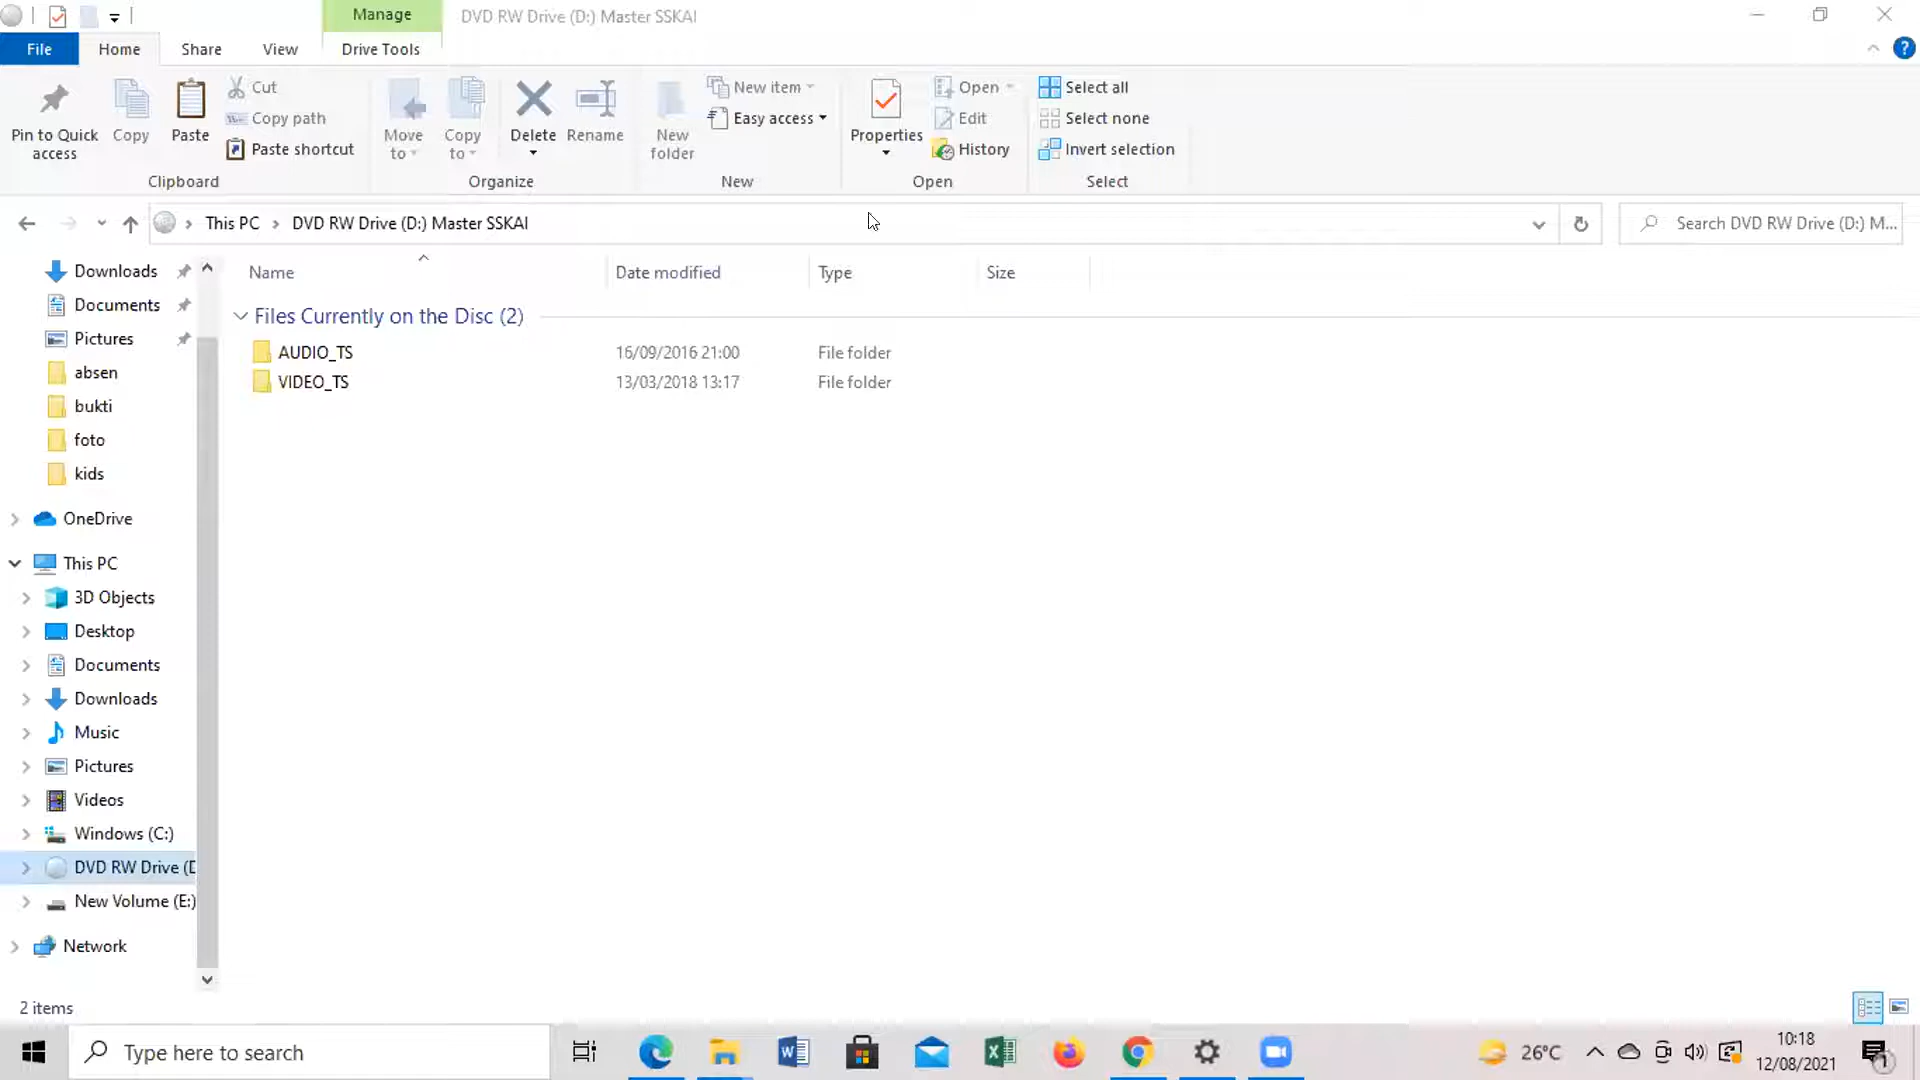 Manage
DVD RW Drive (D:) Master SSKAI
File
Home
Share
View
Drive Tools
?
Pin to Quick access
Copy
Paste
Cut
Copy path
Paste shortcut
Clipboard
Move to
Copy to
Delete
Rename
Organize
New folder
New item
Easy access
New
Properties
Open
Edit
History
Open
Select all
Select none
Invert selection
Select
This PC
DVD RW Drive (D:) Master SSKAI
Search DVD RW Drive (D:) M...
Name
Date modified
Type
Size
Files Currently on the Disc (2)
AUDIO_TS 16/09/2016 21:00 File folder
VIDEO_TS 13/03/2018 13:17 File folder
Downloads
Documents
Pictures
absen
bukti
foto
kids
OneDrive
This PC
3D Objects
Desktop
Documents
Downloads
Music
Pictures
Videos
Windows (C:)
DVD RW Drive (D
New Volume (E:)
Network
2 items
Type here to search
26°C
10:18
12/08/2021
1